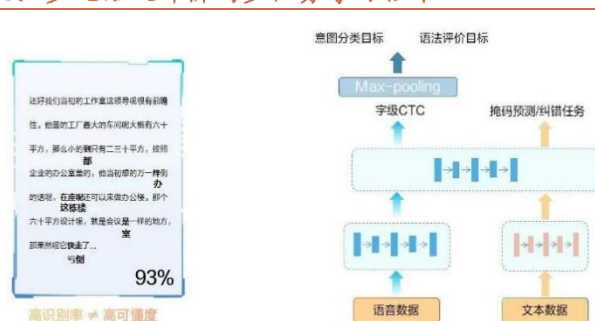 还好我们当初的工作室这领导呢很有前瞻
性。他盖的工厂最大的车间呢大概有六十
平方，那么小的到只有二三十平方，按照
都
企业的办公室盖的，他当初想的万一种到
办
的话呢，在座呢还可以来做办公楼。那个
这栋楼
六十平方设计呢，就是会议是一样的地方，
室
那果然呢它快走了...
亏倒
93%
高识别率 ≠ 高可懂度
意图分类目标 语法评价目标
Max-pooling
字级CTC 掩码预测/纠错任务
语音数据 文本数据